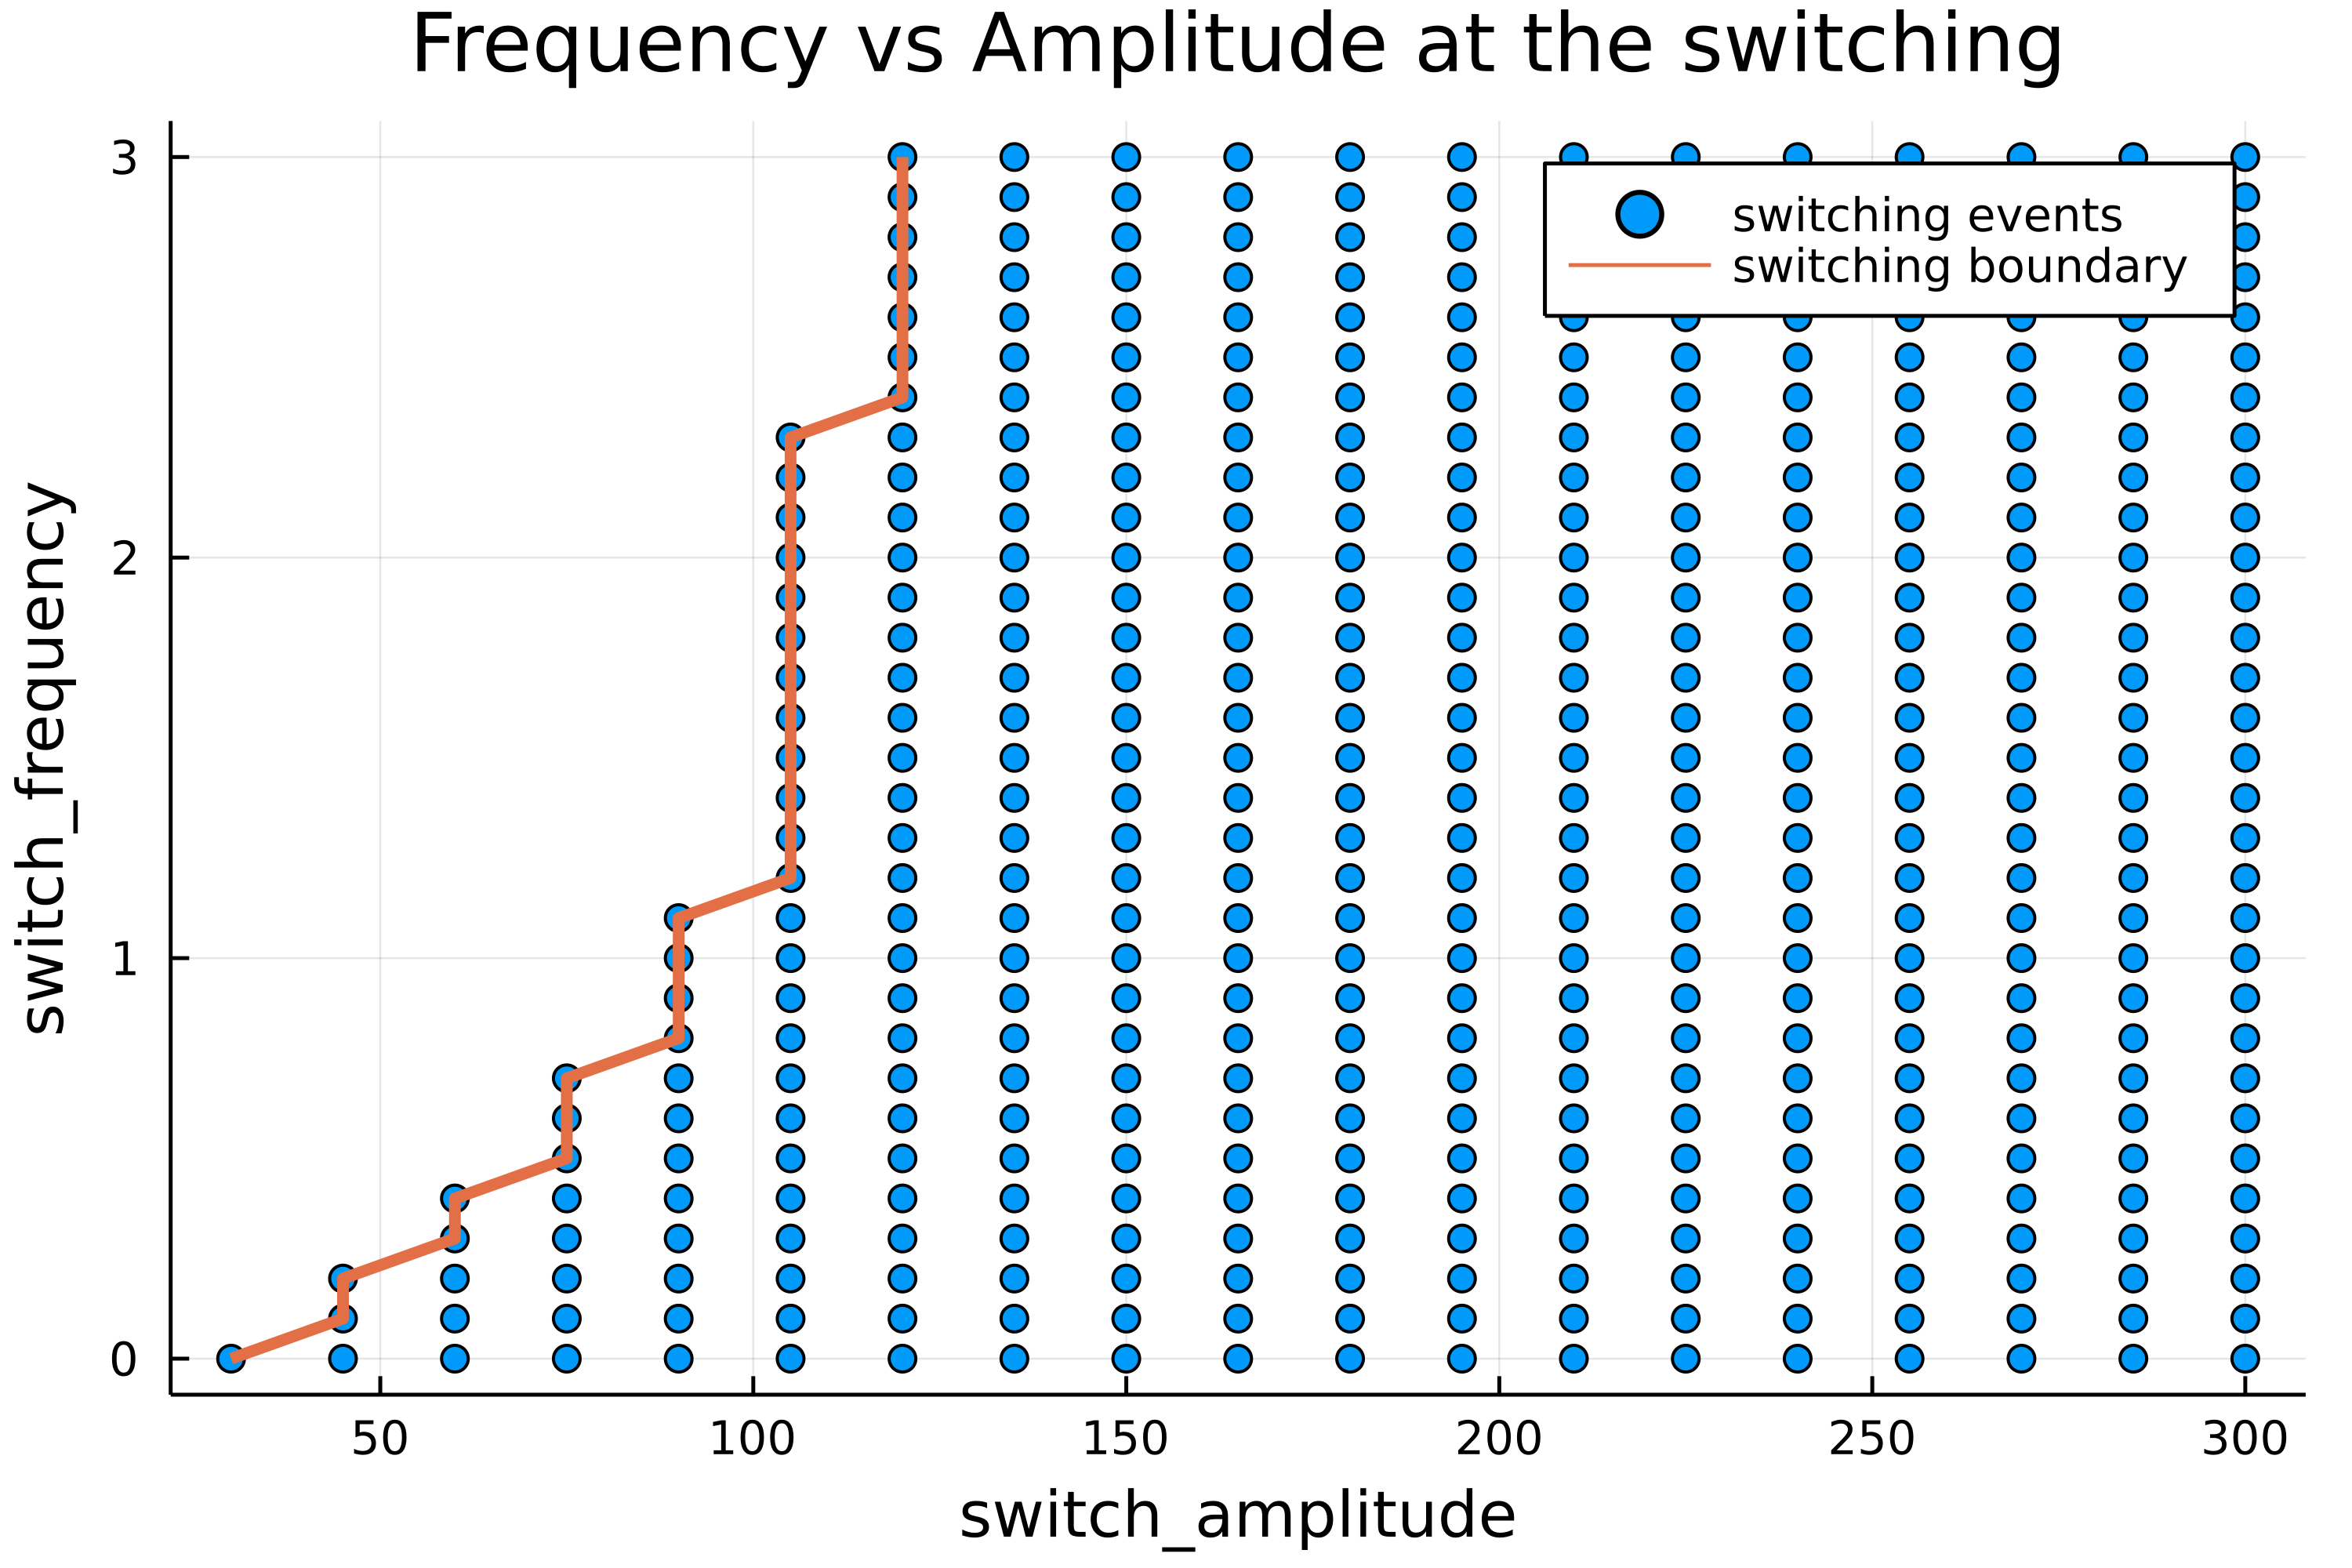 Frequency vs Amplitude at the switching
switching events
switching boundary
3
2
1
0
switch_frequency
50 100 150 200 250 300
switch_amplitude